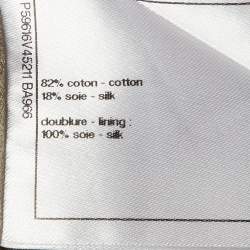 P59616V45211 BA966
82% coton - cotton
18% soie - silk
doublure - lining :
100% soie - silk